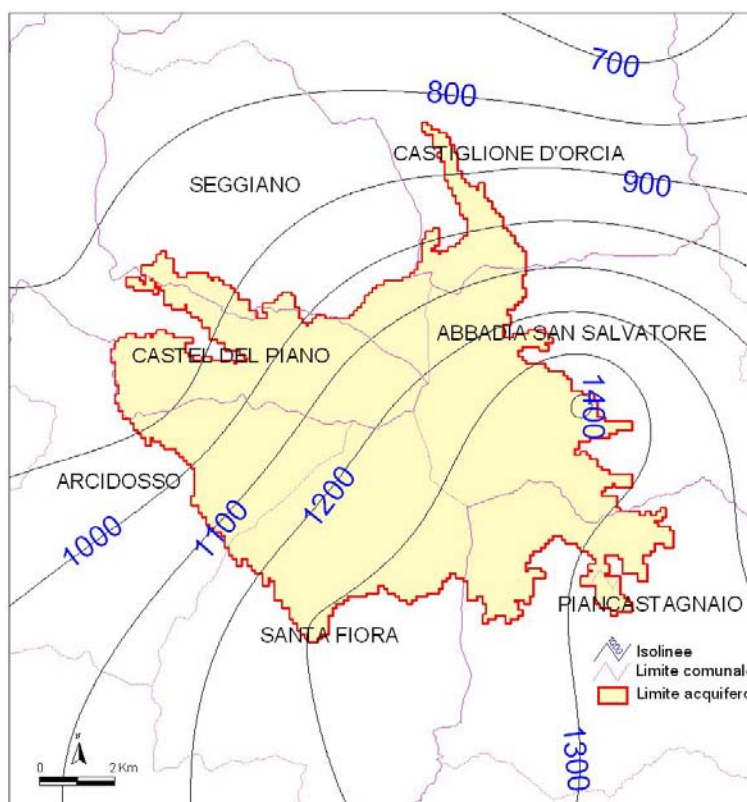 700
800
CASTIGLIONE D'ORCIA
SEGGIANO
900
ABBADIA SAN SALVATORE
CASTEL DEL PIANO
1400
ARCIDOSSO
1200
1100
1000
PIANCASTAGNAIO
SANTA FIORA
Isolinee
Limite comunale
Limite acquifero
1300
0 2 Km